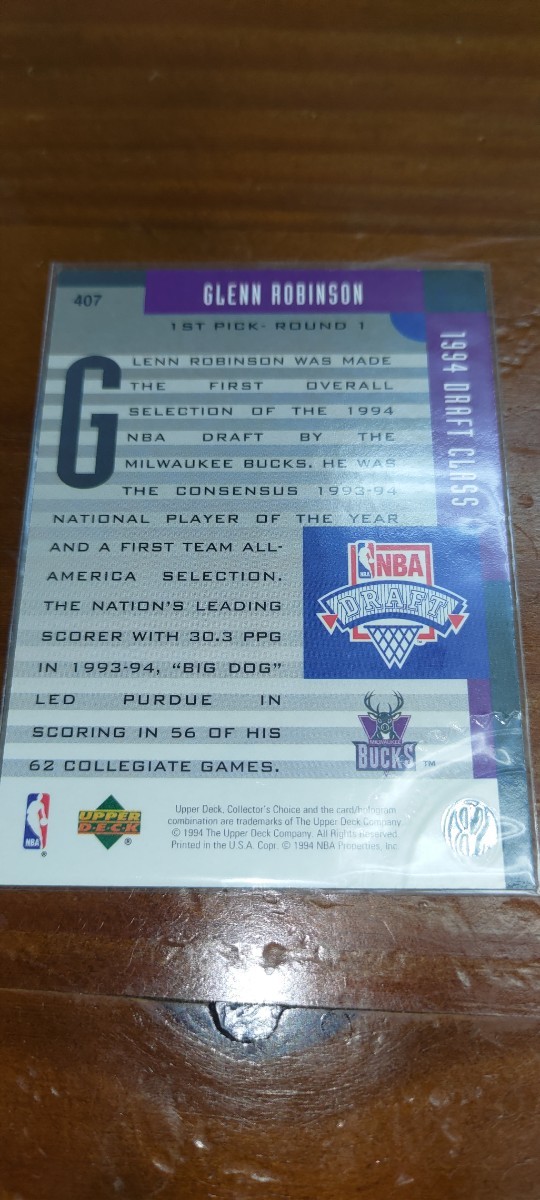 407
GLENN ROBINSON
1ST PICK- ROUND 1
1994 DRAFT CLASS
GLENN ROBINSON WAS MADE
THE FIRST OVERALL
SELECTION OF THE 1994
NBA DRAFT BY THE
MILWAUKEE BUCKS. HE WAS
THE CONSENSUS 1993-94
NATIONAL PLAYER OF THE YEAR
AND A FIRST TEAM ALL-
AMERICA SELECTION.
THE NATION'S LEADING
SCORER WITH 30.3 PPG
IN 1993-94, "BIG DOG"
LED PURDUE IN
SCORING IN 56 OF HIS
62 COLLEGIATE GAMES.
NBA
DRAFT
MILWAUKEE
BUCKS ™
NBA ®
UPPER
DECK ®
Upper Deck, Collector's Choice and the card/hologram
combination are trademarks of The Upper Deck Company.
© 1994 The Upper Deck Company. All Rights Reserved.
Printed in the U.S.A. Copr. © 1994 NBA Properties, Inc.